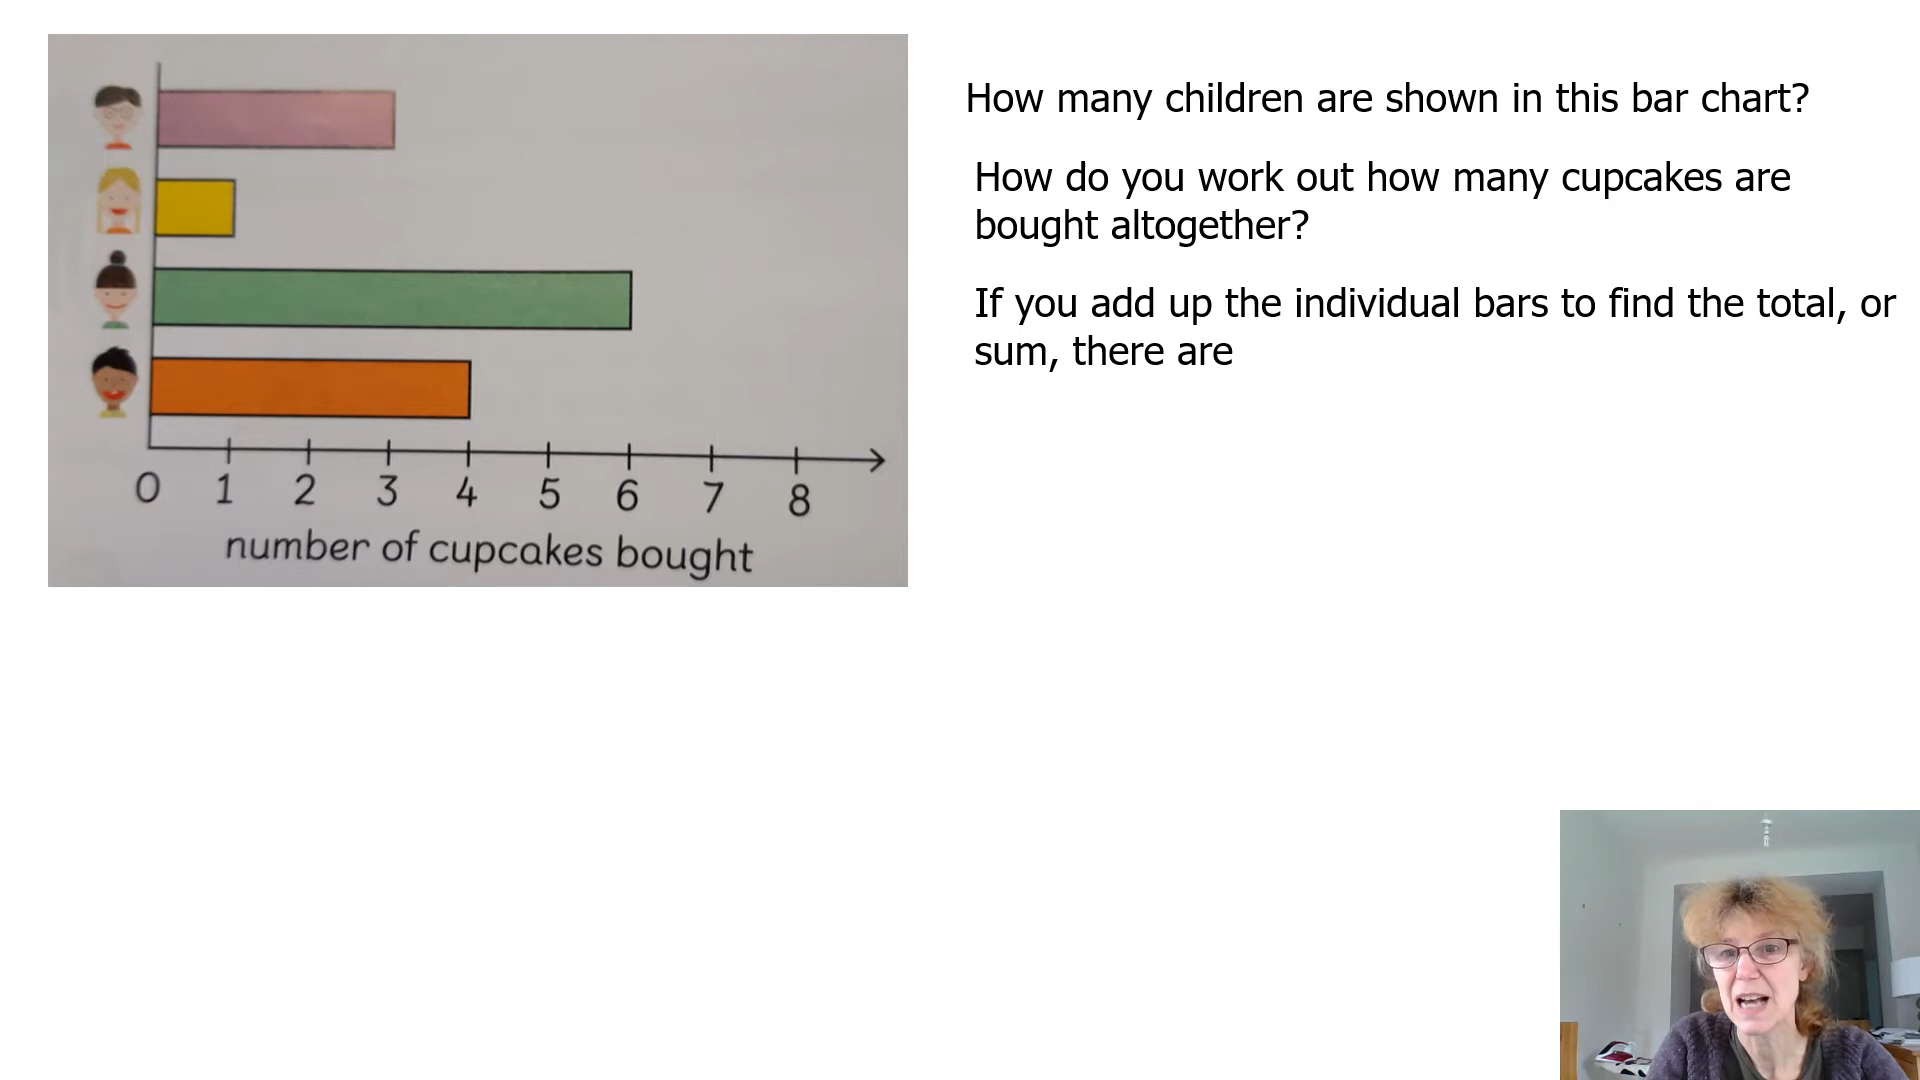 How many children are shown in this bar chart?
How do you work out how many cupcakes are
bought altogether?
If you add up the individual bars to find the total, or
sum, there are
0 1 2 3 4 5 6 7 8
number of cupcakes bought